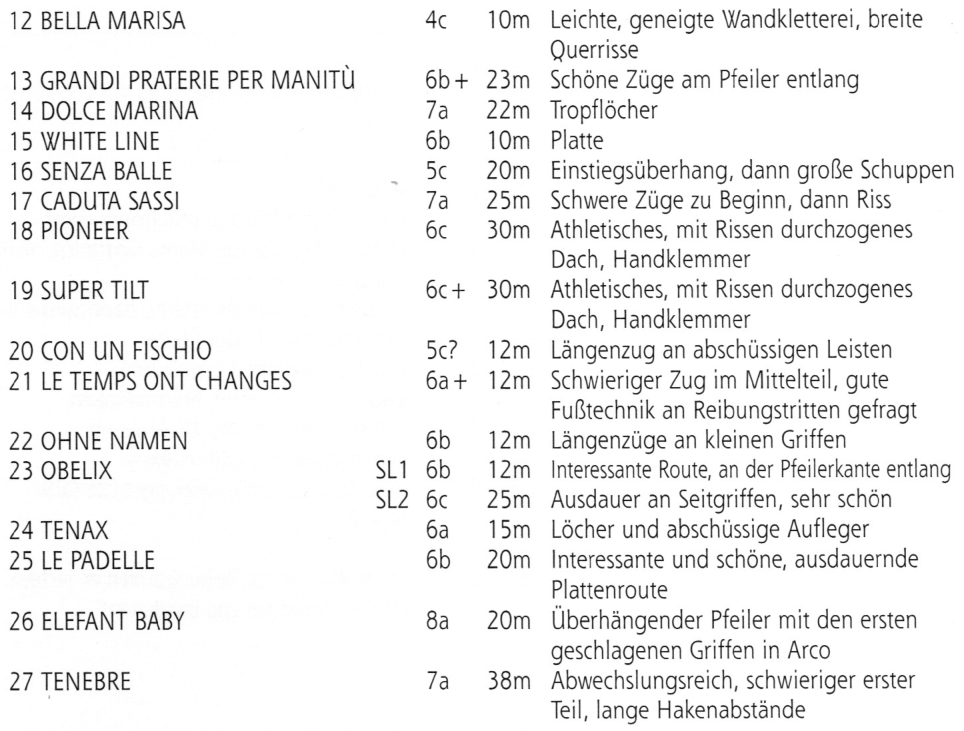 12 BELLA MARISA 4c 10m Leichte, geneigte Wandkletterei, breite
Querrisse
13 GRANDI PRATERIE PER MANITÙ 6b+ 23m Schöne Züge am Pfeiler entlang
14 DOLCE MARINA 7a 22m Tropflöcher
15 WHITE LINE 6b 10m Platte
16 SENZA BALLE 5c 20m Einstiegsüberhang, dann große Schuppen
17 CADUTA SASSI 7a 25m Schwere Züge zu Beginn, dann Riss
18 PIONEER 6c 30m Athletisches, mit Rissen durchzogenes
Dach, Handklemmer
19 SUPER TILT 6c+ 30m Athletisches, mit Rissen durchzogenes
Dach, Handklemmer
20 CON UN FISCHIO 5c? 12m Längenzug an abschüssigen Leisten
21 LE TEMPS ONT CHANGES 6a+ 12m Schwieriger Zug im Mittelteil, gute
Fußtechnik an Reibungstritten gefragt
22 OHNE NAMEN 6b 12m Längenzüge an kleinen Griffen
23 OBELIX SL1 6b 12m Interessante Route, an der Pfeilerkante entlang
SL2 6c 25m Ausdauer an Seitgriffen, sehr schön
24 TENAX 6a 15m Löcher und abschüssige Aufleger
25 LE PADELLE 6b 20m Interessante und schöne, ausdauernde
Plattenroute
26 ELEFANT BABY 8a 20m Überhängender Pfeiler mit den ersten
geschlagenen Griffen in Arco
27 TENEBRE 7a 38m Abwechslungsreich, schwieriger erster
Teil, lange Hakenabstände